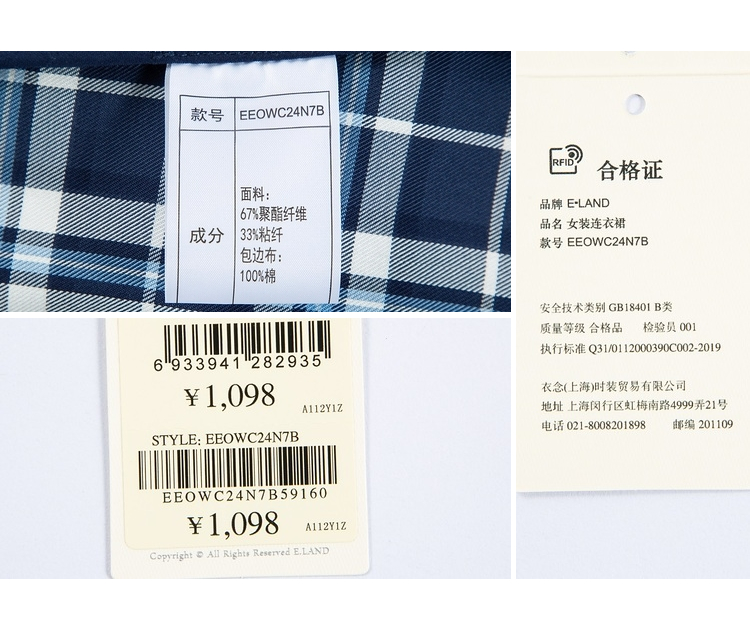 款号 EEOWC24N7B
面料:
67%聚酯纤维
成分 33%粘纤
包边布:
100%棉
6 933941 282935
￥1,098
A112Y1Z
STYLE: EEOWC24N7B
EEOWC24N7B59160
￥1,098 A112Y1Z
Copyright © All Rights Reserved E.LAND
RFID 合格证
品牌 E·LAND
品名 女装连衣裙
款号 EEOWC24N7B
安全技术类别 GB18401 B类
质量等级 合格品 检验员 001
执行标准 Q31/0112000390C002-2019
衣念(上海)时装贸易有限公司
地址 上海闵行区虹梅南路4999弄21号
电话 021-8008201898 邮编 201109